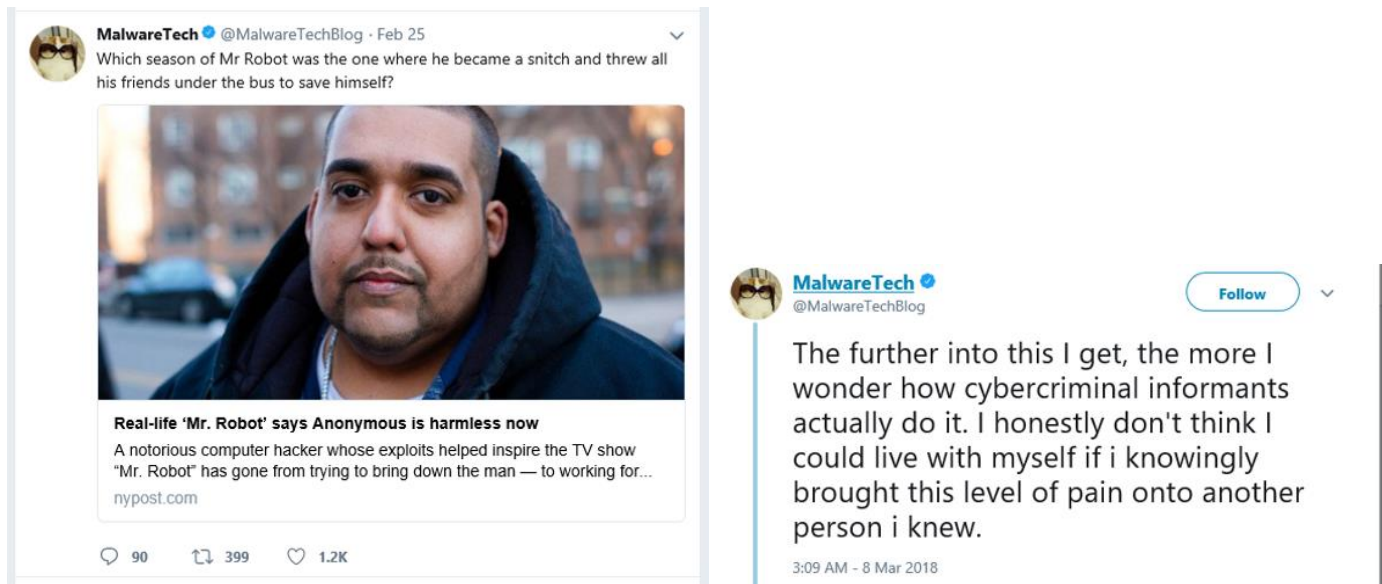 MalwareTech @MalwareTechBlog · Feb 25
Which season of Mr Robot was the one where he became a snitch and threw all
his friends under the bus to save himself?
Real-life ‘Mr. Robot’ says Anonymous is harmless now
A notorious computer hacker whose exploits helped inspire the TV show
“Mr. Robot” has gone from trying to bring down the man — to working for...
nypost.com
90 399 1.2K
MalwareTech
@MalwareTechBlog
Follow
The further into this I get, the more I
wonder how cybercriminal informants
actually do it. I honestly don't think I
could live with myself if i knowingly
brought this level of pain onto another
person i knew.
3:09 AM - 8 Mar 2018